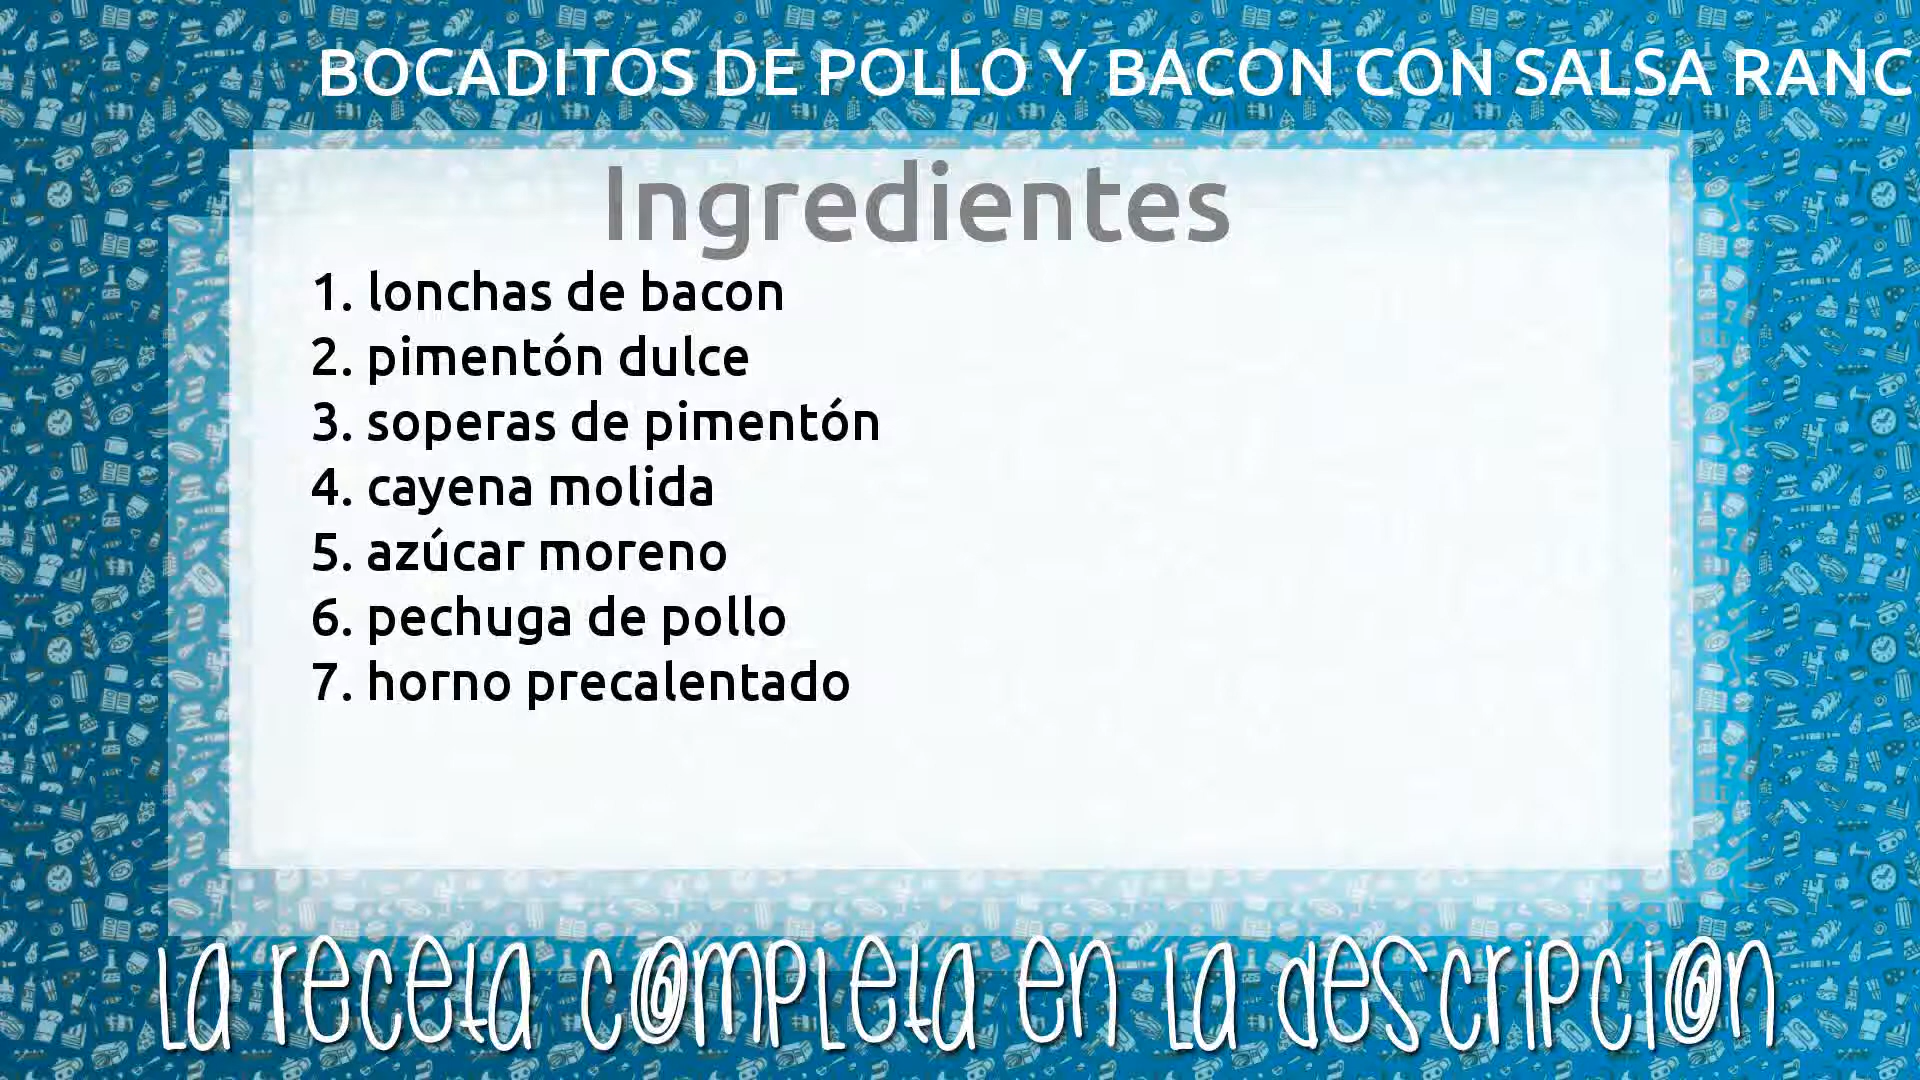 BOCADITOS DE POLLO Y BACON CON SALSA RANC
Ingredientes
1. lonchas de bacon
2. pimentón dulce
3. soperas de pimentón
4. cayena molida
5. azúcar moreno
6. pechuga de pollo
7. horno precalentado
La receta c@mpleta en la descripci@n